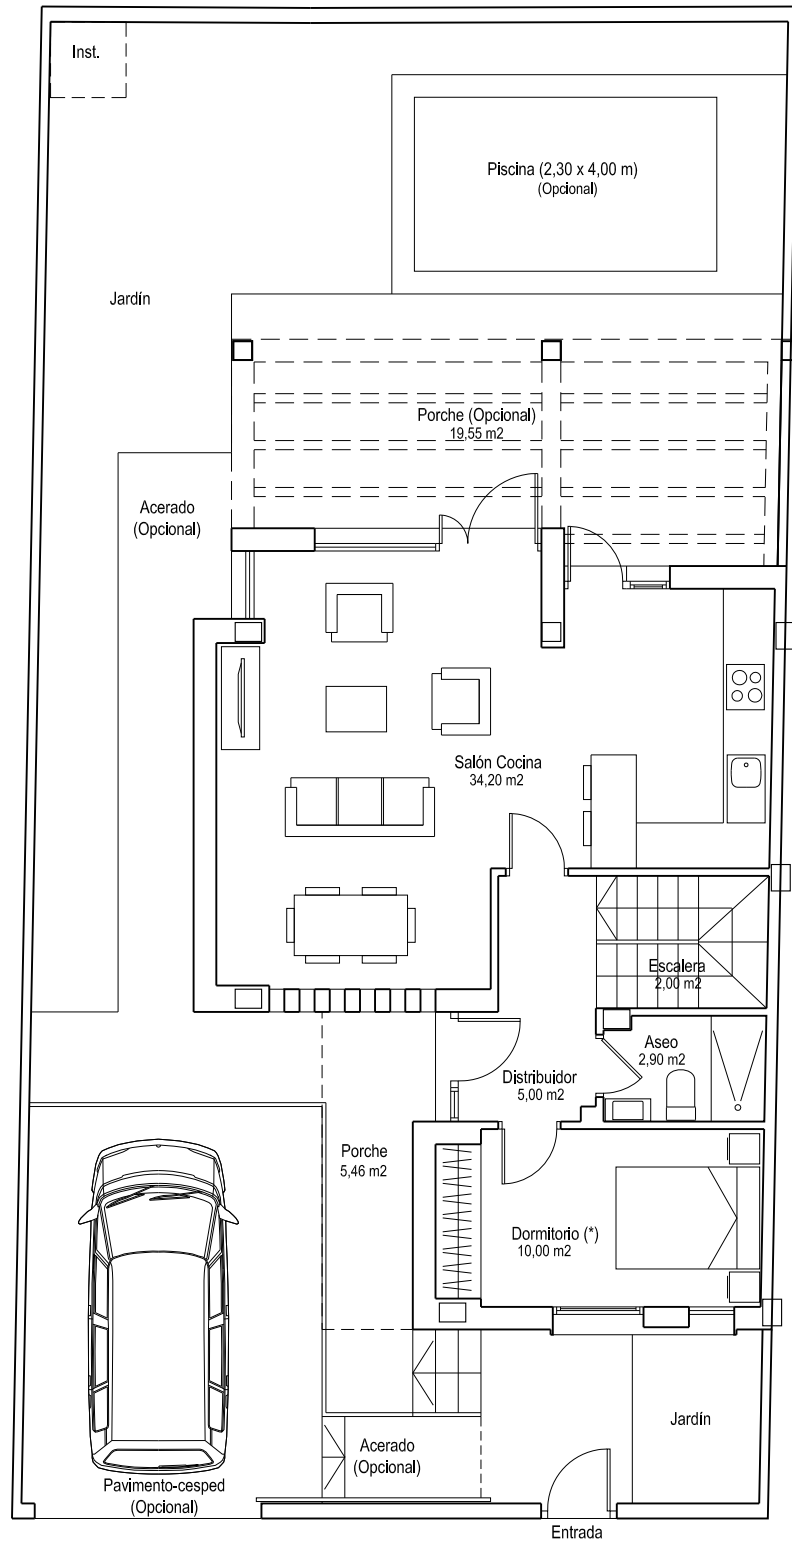 Inst.
Piscina (2,30 x 4,00 m)
(Opcional)
Jardín
Porche (Opcional)
19,55 m2
Acerado
(Opcional)
Salón Cocina
34,20 m2
Escalera
2,00 m2
Aseo
2,90 m2
Distribuidor
5,00 m2
Porche
5,46 m2
Dormitorio (*)
10,00 m2
Jardín
Acerado
(Opcional)
Pavimento-cesped
(Opcional)
Entrada